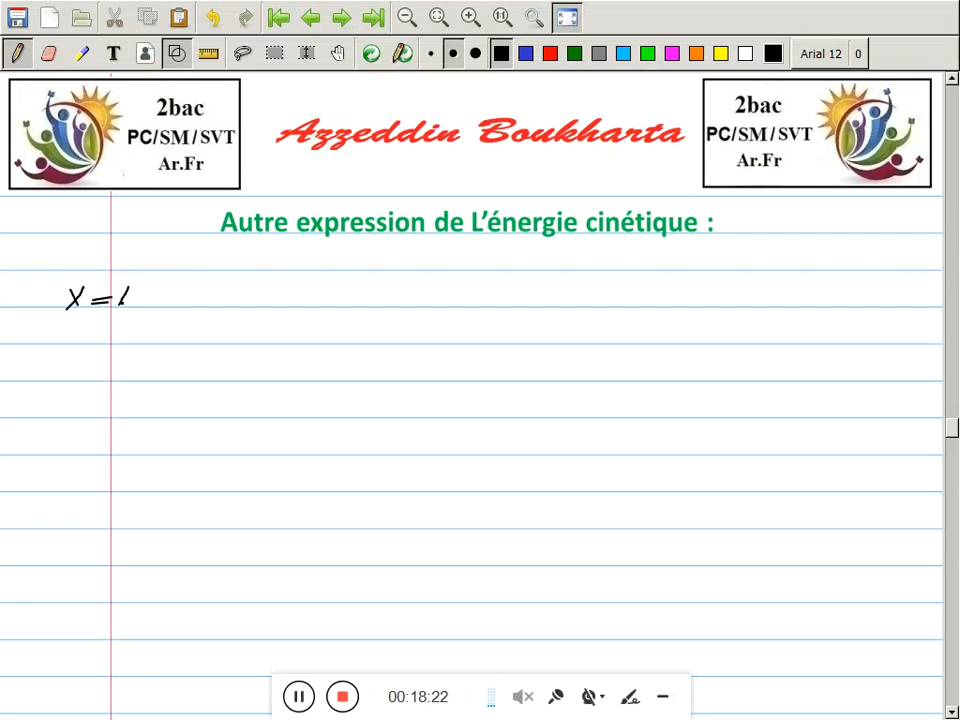 Arial 12 0
2bac
PC/SM/SVT
Ar.Fr
Azzeddin Boukharta
2bac
PC/SM/SVT
Ar.Fr
Autre expression de L'énergie cinétique :
X =
00:18:22